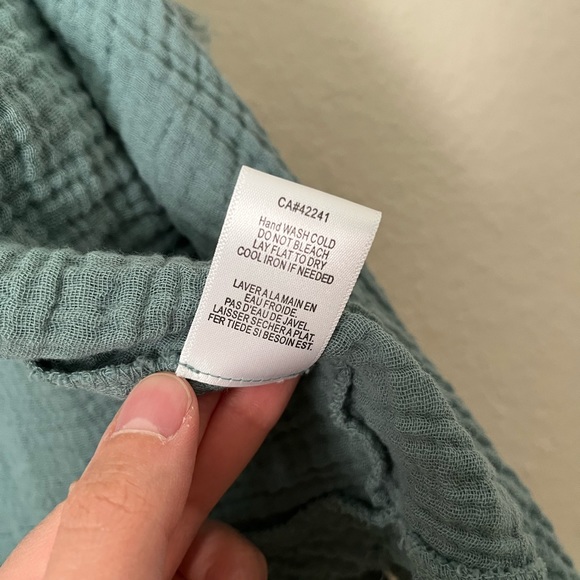 CA#42241
Hand WASH COLD
DO NOT BLEACH
LAY FLAT TO DRY
COOL IRON IF NEEDED
LAVER A LA MAIN EN
EAU FROIDE.
PAS D'EAU DE JAVEL.
LAISSER SECHER A PLAT.
FER TIEDE SI BESOIN EST.